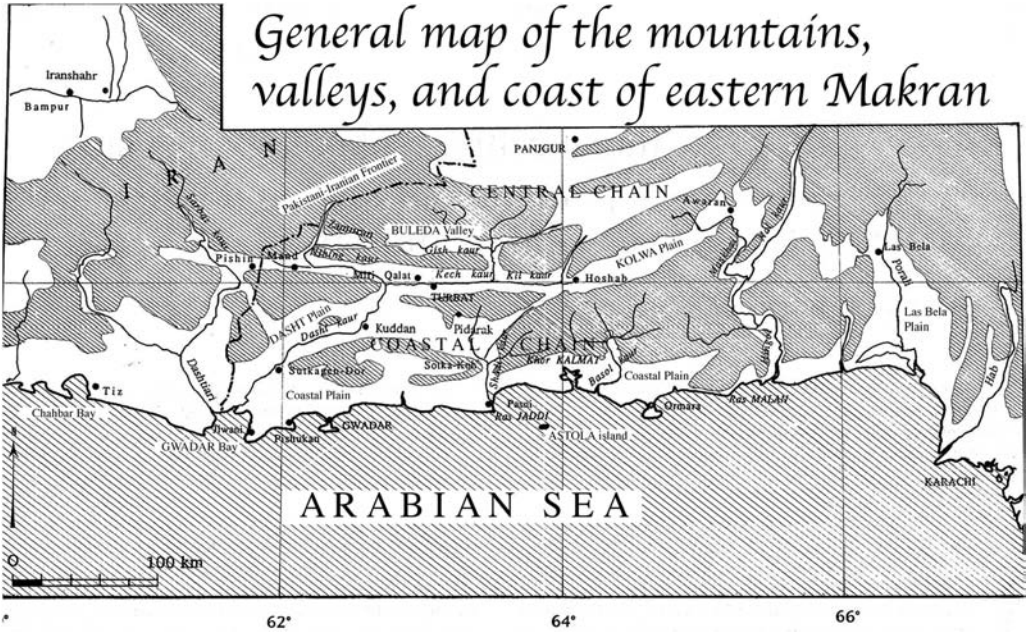 General map of the mountains,
valleys, and coast of eastern Makran
Iranshahr
Bampur
PANJGUR
IRAN
Pakistani-Iranian Frontier
CENTRAL CHAIN
Sarbaz kaur
Awaran
BULEDA Valley
Gish kaur
KOLWA Plain
Las Bela
Pishin
Mand
Nihing kaur
Miri Qalat
Kech kaur
Kil kaur
Hoshab
Porali
TURBAT
DASHT Plain
Dasht kaur
Kuddan
Pidarak
Las Bela
Plain
COASTAL CHAIN
Sutkagen-Dor
Sotka-Koh
Khor KALMAT
Basol kaur
Hingol
Hab
Tiz
Dashtiari
Coastal Plain
Coastal Plain
Chahbar Bay
Pasni
Ras JADDI
Ormara
Ras MALAN
Jiwani
Pishukan
GWADAR
GWADAR Bay
ASTOLA island
KARACHI
ARABIAN SEA
O
100 km
62°
64°
66°